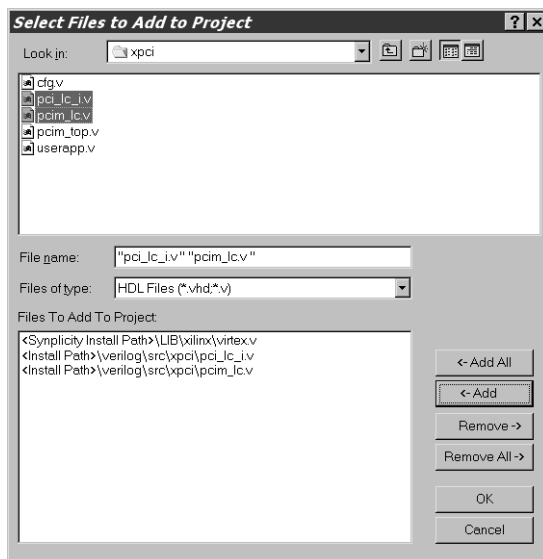 Select Files to Add to Project ? ×
Look in: xpci
cfg.v
pci_lc_i.v
pcim_lc.v
pcim_top.v
userapp.v
File name: "pci_lc_i.v" "pcim_lc.v"
Files of type: HDL Files (*.vhd;*.v)
Files To Add To Project:
<Synplicity Install Path>\LIB\xilinx\virtex.v
<Install Path>\verilog\src\xpci\pci_lc_i.v
<Install Path>\verilog\src\xpci\pcim_lc.v
<- Add All
<- Add
Remove ->
Remove All ->
OK
Cancel